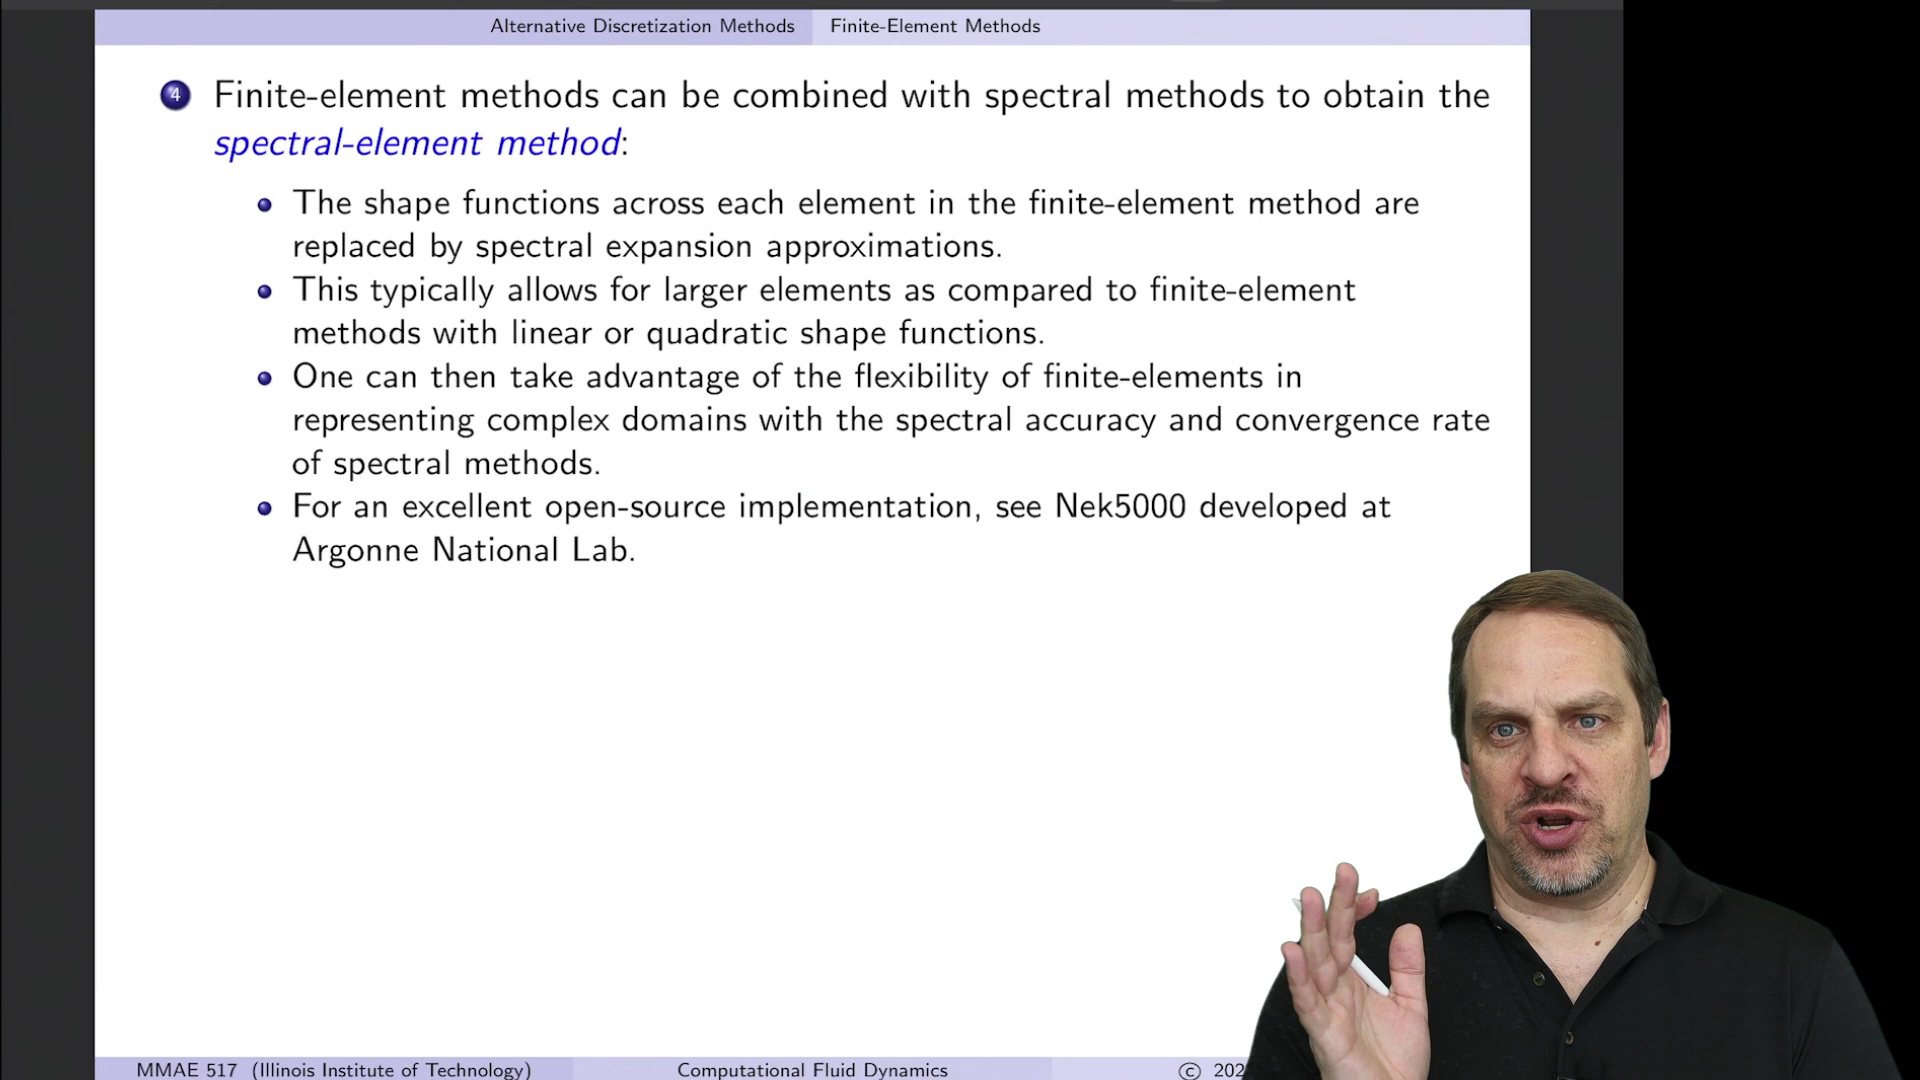 Alternative Discretization Methods Finite-Element Methods
4 Finite-element methods can be combined with spectral methods to obtain the
spectral-element method:
• The shape functions across each element in the finite-element method are
replaced by spectral expansion approximations.
• This typically allows for larger elements as compared to finite-element
methods with linear or quadratic shape functions.
• One can then take advantage of the flexibility of finite-elements in
representing complex domains with the spectral accuracy and convergence rate
of spectral methods.
• For an excellent open-source implementation, see Nek5000 developed at
Argonne National Lab.
MMAE 517 (Illinois Institute of Technology) Computational Fluid Dynamics ©